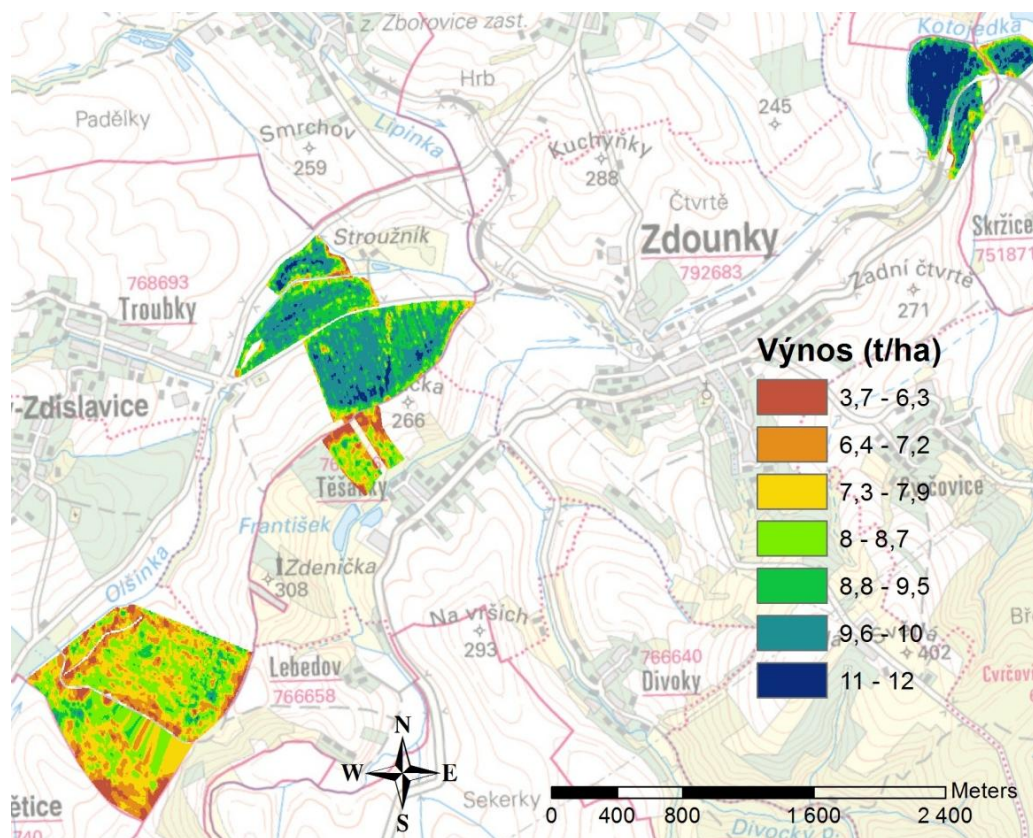 Kotojedka
z. Zborovice zast.
Hrb
Padělky
245
Smrchov
Lipinka
259
Kuchyňky
288
Čtvrtě
Stroužník
Zdounky
792683
Skržice
751871
768693
Troubky
Zadní čtvrtě
271
Výnos (t/ha)
3,7 - 6,3
6,4 - 7,2
7,3 - 7,9
8 - 8,7
8,8 - 9,5
9,6 - 10
11 - 12
y-Zdislavice
266
Těšánky
František
Zdenička
308
Olšinka
Na vršich
293
Lebedov
766658
766640
Divoky
402
Cvrčovi
N
W
E
S
Sekerky
Meters
0 400 800 1 600 2 400
ětice
740